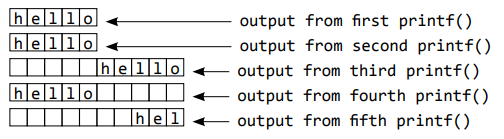 hello output from first printf()
hello output from second printf()
hello output from third printf()
hello output from fourth printf()
hel output from fifth printf()